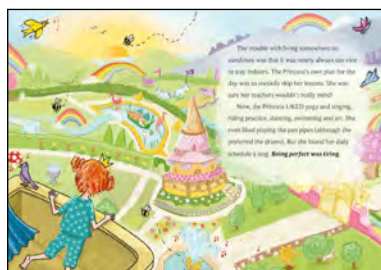 The trouble with living somewhere so
sunshiney was that it was nearly always too nice
to stay indoors. The Princess's own plan for the
day was to sneakily skip her lessons. She was
sure her teachers wouldn't really mind!
Now, the Princess LIKED yoga and singing,
riding practice, dancing, swimming and art. She
even liked playing the pan pipes (although she
preferred the drums). But she found her daily
schedule a slog. Being perfect was tiring.